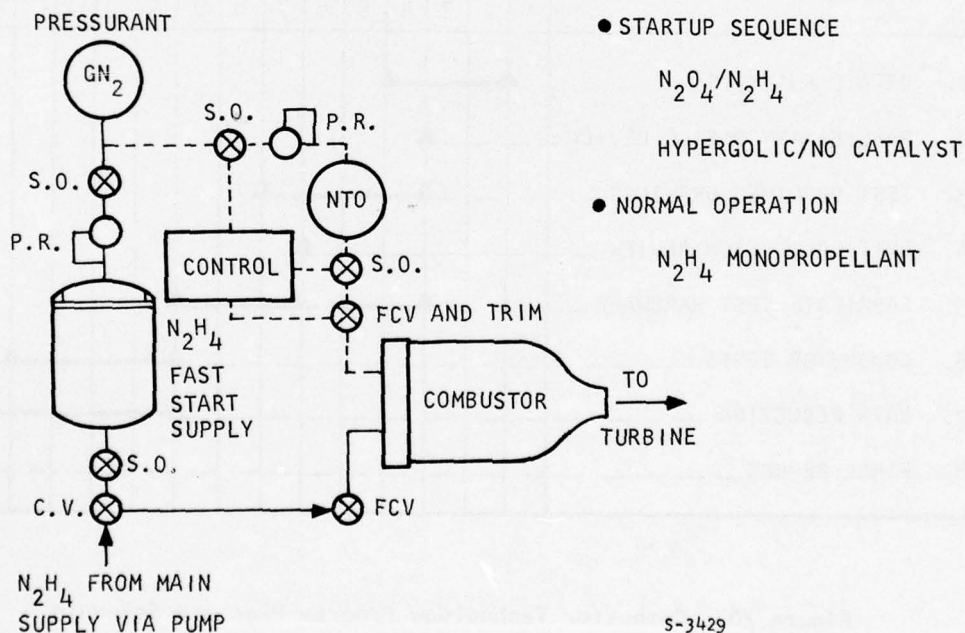 PRESSURANT
GN2
S.O.
P.R.
S.O.
P.R.
NTO
CONTROL
S.O.
FCV AND TRIM
N2H4
FAST
START
SUPPLY
COMBUSTOR
TO
TURBINE
S.O.
C.V.
FCV
N2H4 FROM MAIN
SUPPLY VIA PUMP
● STARTUP SEQUENCE
N2O4/N2H4
HYPERGOLIC/NO CATALYST
● NORMAL OPERATION
N2H4 MONOPROPELLANT
S-3429